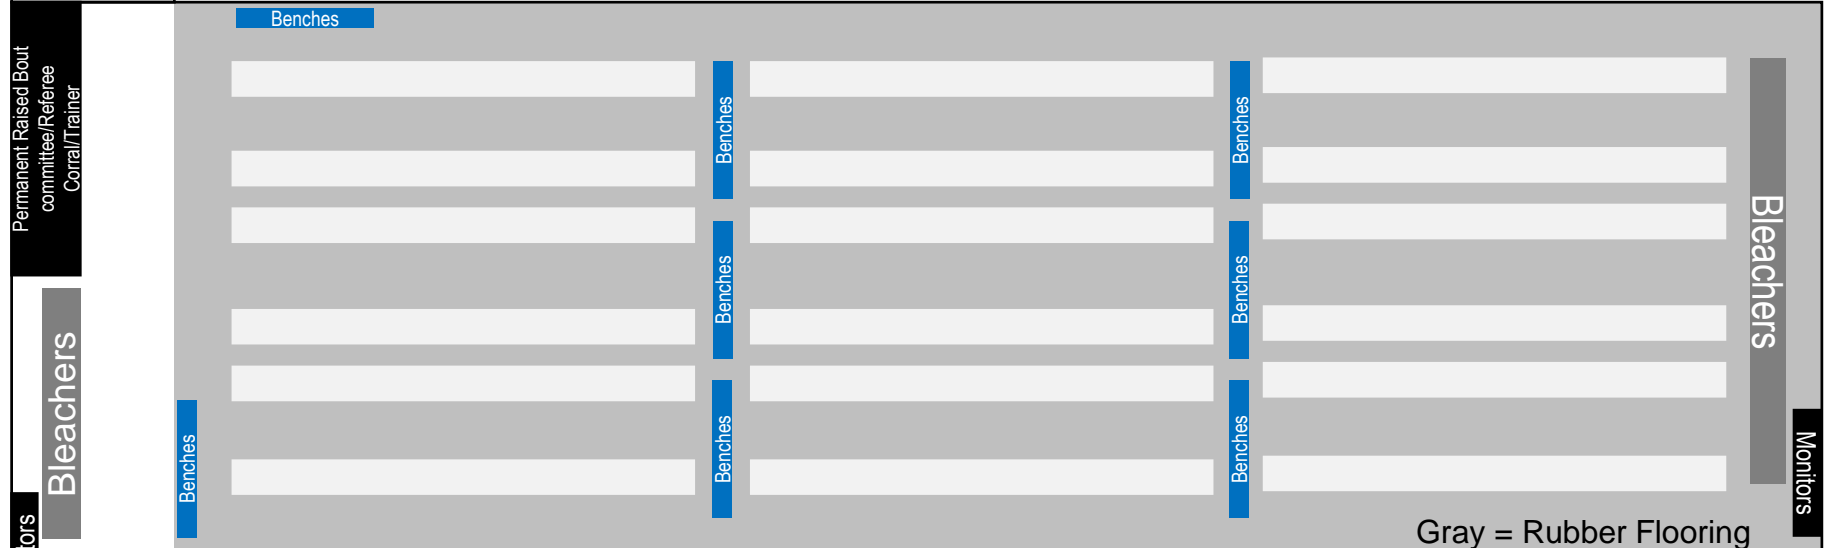 Benches
Permanent Raised Bout
committee/Referee
Corral/Trainer
Benches
Benches
Bleachers
Benches
Benches
Bleachers
Benches
Benches
Benches
Monitors
tors
Gray = Rubber Flooring